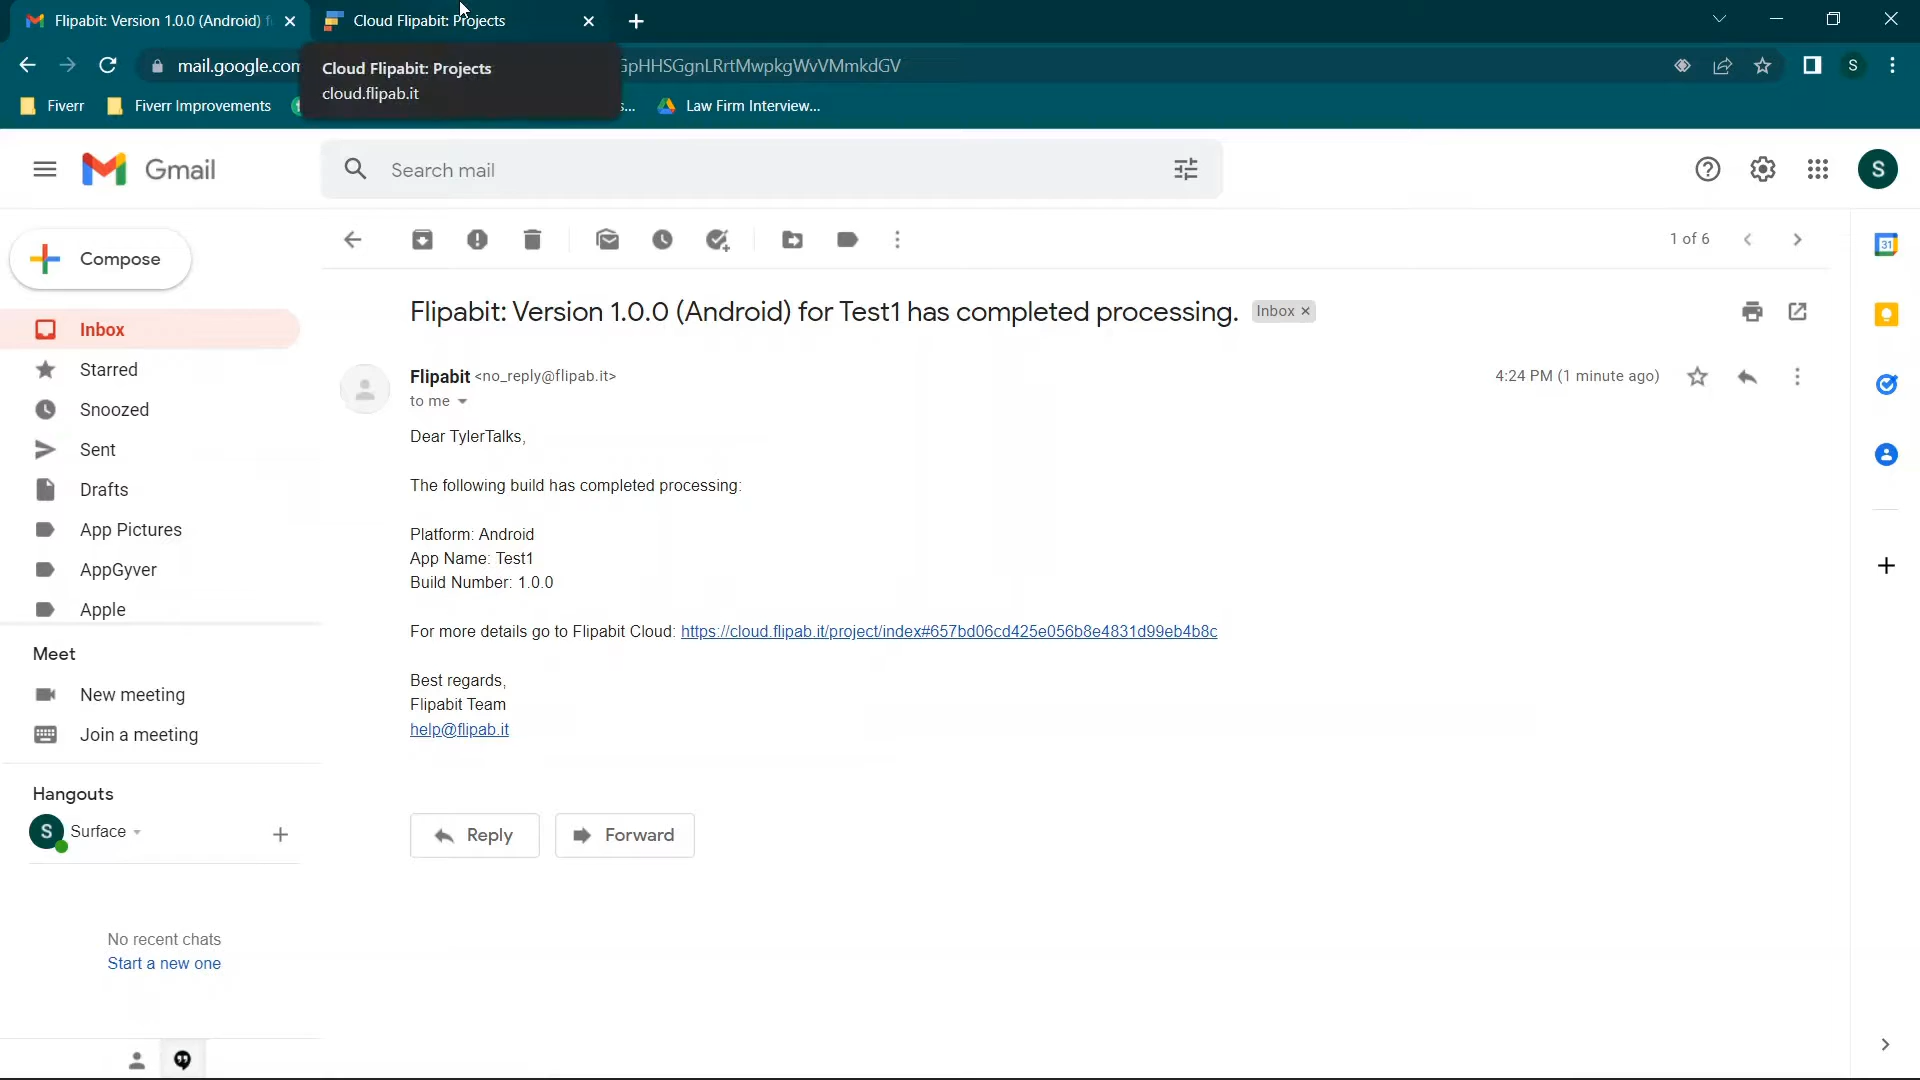 Flipabit: Version 1.0.0 (Android) f
Cloud Flipabit: Projects
mail.google.com
GpHHSGgnLRrtMwpkgWvVMmkdGV
S
Cloud Flipabit: Projects
cloud.flipab.it
Fiverr
Fiverr Improvements
s...
Law Firm Interview...
Gmail
Search mail
S
Compose
1 of 6
31
Flipabit: Version 1.0.0 (Android) for Test1 has completed processing.
Inbox ×
Inbox
Starred
Snoozed
Sent
Drafts
App Pictures
AppGyver
Apple
Flipabit <no_reply@flipab.it>
4:24 PM (1 minute ago)
to me
Dear TylerTalks,
The following build has completed processing:
Platform: Android
App Name: Test1
Build Number: 1.0.0
For more details go to Flipabit Cloud: https://cloud.flipab.it/project/index#657bd06cd425e056b8e4831d99eb4b8c
Best regards,
Flipabit Team
help@flipab.it
Reply
Forward
Meet
New meeting
Join a meeting
Hangouts
S
Surface
No recent chats
Start a new one